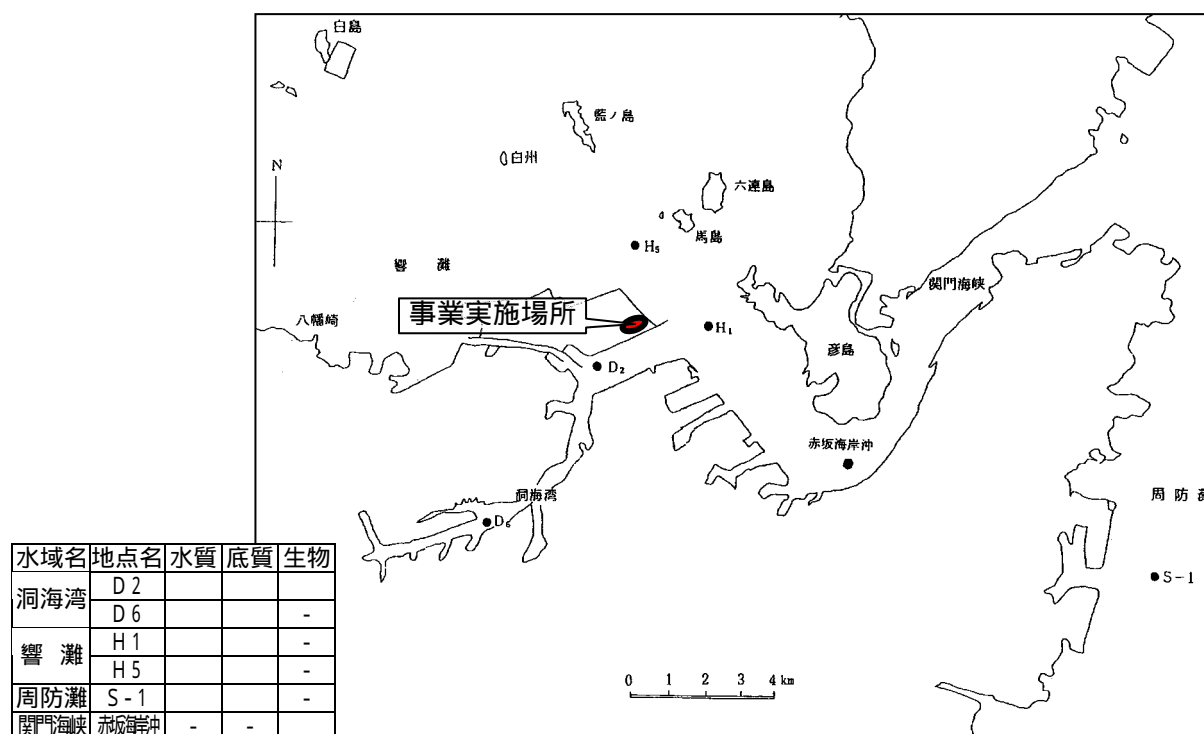 白島
藍ノ島
白州
N
六連島
馬島
H₅
響 灘
関門海峡
事業実施場所
八幡崎
H₁
彦島
D₂
赤坂海岸沖
洞海湾
D₆
周 防
S-1
0 1 2 3 4 km
水域名 地点名 水質 底質 生物
洞海湾 D2
D6 -
響 灘 H1 -
H5 -
周防灘 S-1 -
関門海峡 赤坂海岸沖 - -